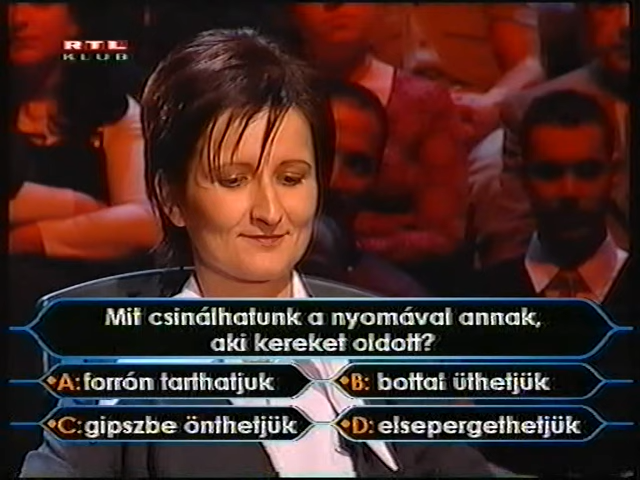 RTL
KLUB
Mit csinálhatunk a nyomával annak,
aki kereket oldott?
A: forrón tarthatjuk
B: bottal üthetjük
C: gipszbe önthetjük
D: elsepergethetjük